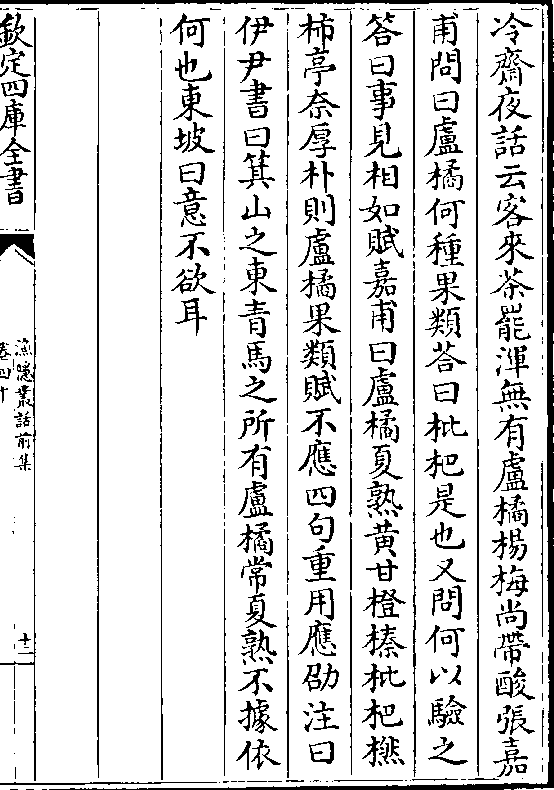 冷齋夜話云客來茶罷渾無有盧橘楊梅尚帶酸張嘉
甫問曰盧橘何種果類荅曰枇杷是也又問何以驗之
答曰事見相如賦嘉甫曰盧橘夏熟黄甘橙榛枇杷橪
柿亭奈厚朴則盧橘果類賦不應四句重用應劭注曰
伊尹書曰箕山之東青馬之所有盧橘常夏熟不據依
何也東坡曰意不欲耳
欽定四庫全書
漁隱叢話前集
卷四十
十三